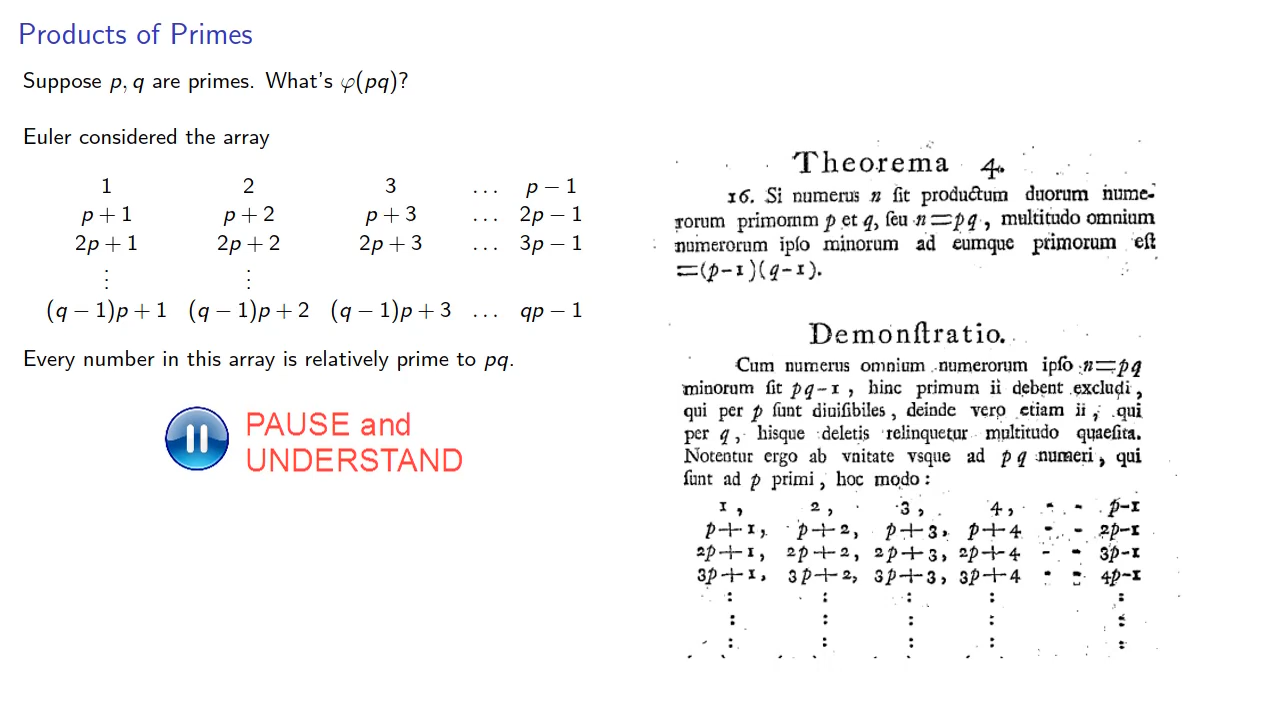 Products of Primes
Suppose p, q are primes. What's φ(pq)?
Euler considered the array
1 2 3 … p − 1
p + 1 p + 2 p + 3 … 2p − 1
2p + 1 2p + 2 2p + 3 … 3p − 1
⋮ ⋮
(q − 1)p + 1 (q − 1)p + 2 (q − 1)p + 3 … qp − 1
Every number in this array is relatively prime to pq.
PAUSE and
UNDERSTAND
Theorema 4.
16. Si numerus n ſit productum duorum nume-
rorum primornm p et q, ſeu n=pq, multitudo omnium
numerorum ipſo minorum ad eumque primorum eſt
=(p-1)(q-1).
Demonſtratio.
Cum numerus omnium numerorum ipſo n=pq
minorum ſit pq-1, hinc primum ii debent excludi,
qui per p ſunt diuiſibiles, deinde vero etiam ii, qui
per q, hisque deletis relinquetur multitudo quaeſita.
Notentur ergo ab vnitate vsque ad pq numeri, qui
ſunt ad p primi, hoc modo:
1, 2, 3, 4, - - p-1
p+1, p+2, p+3, p+4 - - 2p-1
2p+1, 2p+2, 2p+3, 2p+4 - - 3p-1
3p+1, 3p+2, 3p+3, 3p+4 - - 4p-1
: : : : :
: : : : :
: : : : :